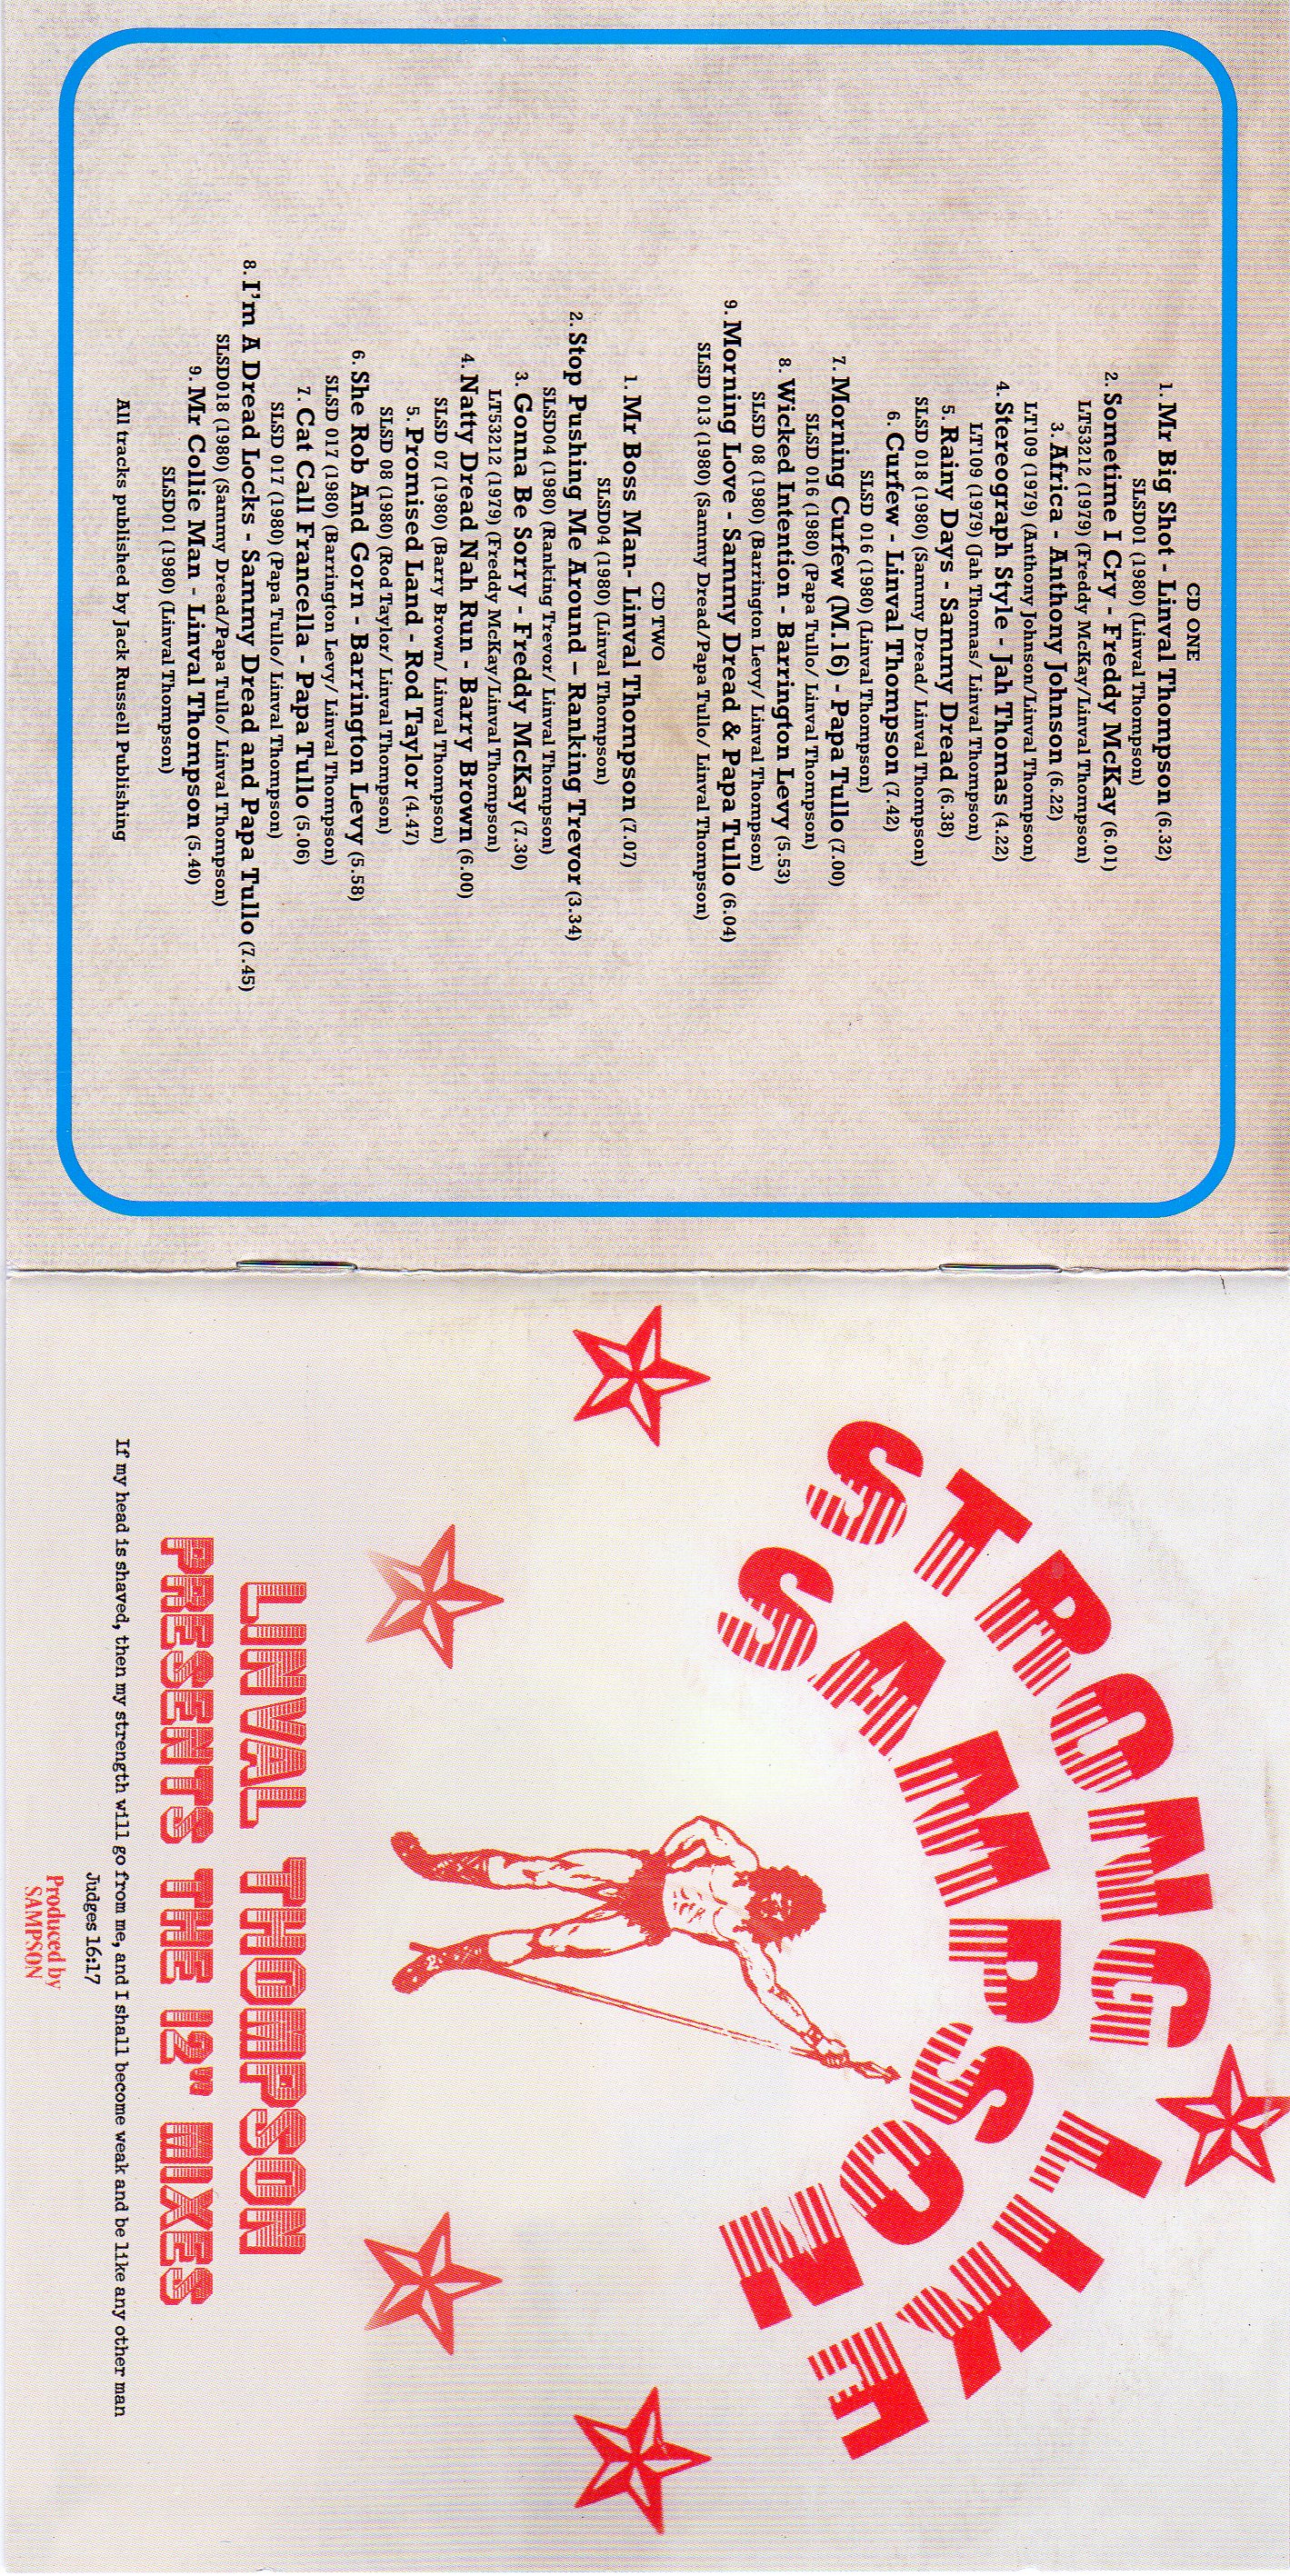 CD ONE
1. Mr Big Shot - Linval Thompson (6.32)
SLSD01 (1980) (Linval Thompson)
2. Sometime I Cry - Freddy McKay (6.01)
LT53212 (1979) (Freddy McKay/Linval Thompson)
3. Africa - Anthony Johnson (6.22)
LT109 (1979) (Anthony Johnson/Linval Thompson)
4. Stereograph Style - Jah Thomas (4.22)
LT109 (1979) (Jah Thomas/ Linval Thompson)
5. Rainy Days - Sammy Dread (6.38)
SLSD 018 (1980) (Sammy Dread/ Linval Thompson)
6. Curfew - Linval Thompson (7.42)
SLSD 016 (1980) (Linval Thompson)
7. Morning Curfew (M.16) - Papa Tullo (7.00)
SLSD 016 (1980) (Papa Tullo/ Linval Thompson)
8. Wicked Intention - Barrington Levy (5.53)
SLSD 08 (1980) (Barrington Levy/ Linval Thompson)
9. Morning Love - Sammy Dread & Papa Tullo (6.04)
SLSD 013 (1980) (Sammy Dread/Papa Tullo/ Linval Thompson)
CD TWO
1. Mr Boss Man- Linval Thompson (7.07)
SLSD04 (1980) (Linval Thompson)
2. Stop Pushing Me Around – Ranking Trevor (3.34)
SLSD04 (1980) (Ranking Trevor/ Linval Thompson)
3. Gonna Be Sorry - Freddy McKay (7.30)
LT53212 (1979) (Freddy McKay/Linval Thompson)
4. Natty Dread Nah Run - Barry Brown (6.00)
SLSD 07 (1980) (Barry Brown/ Linval Thompson)
5. Promised Land - Rod Taylor (4.47)
SLSD 08 (1980) (Rod Taylor/ Linval Thompson)
6. She Rob And Gorn - Barrington Levy (5.58)
SLSD 017 (1980) (Barrington Levy/ Linval Thompson)
7. Cat Call Francella - Papa Tullo (5.06)
SLSD 017 (1980) (Papa Tullo/ Linval Thompson)
8. I'm A Dread Locks - Sammy Dread and Papa Tullo (7.45)
SLSD018 (1980) (Sammy Dread/Papa Tullo/ Linval Thompson)
9. Mr Collie Man - Linval Thompson (5.40)
SLSD01 (1980) (Linval Thompson)
All tracks published by Jack Russell Publishing
STRONG LIKE
SAMPSON
LINVAL THOMPSON
PRESENTS THE 12" MIXES
If my head is shaved, then my strength will go from me, and I shall become weak and be like any other man
Judges 16:17
Produced by
SAMPSON